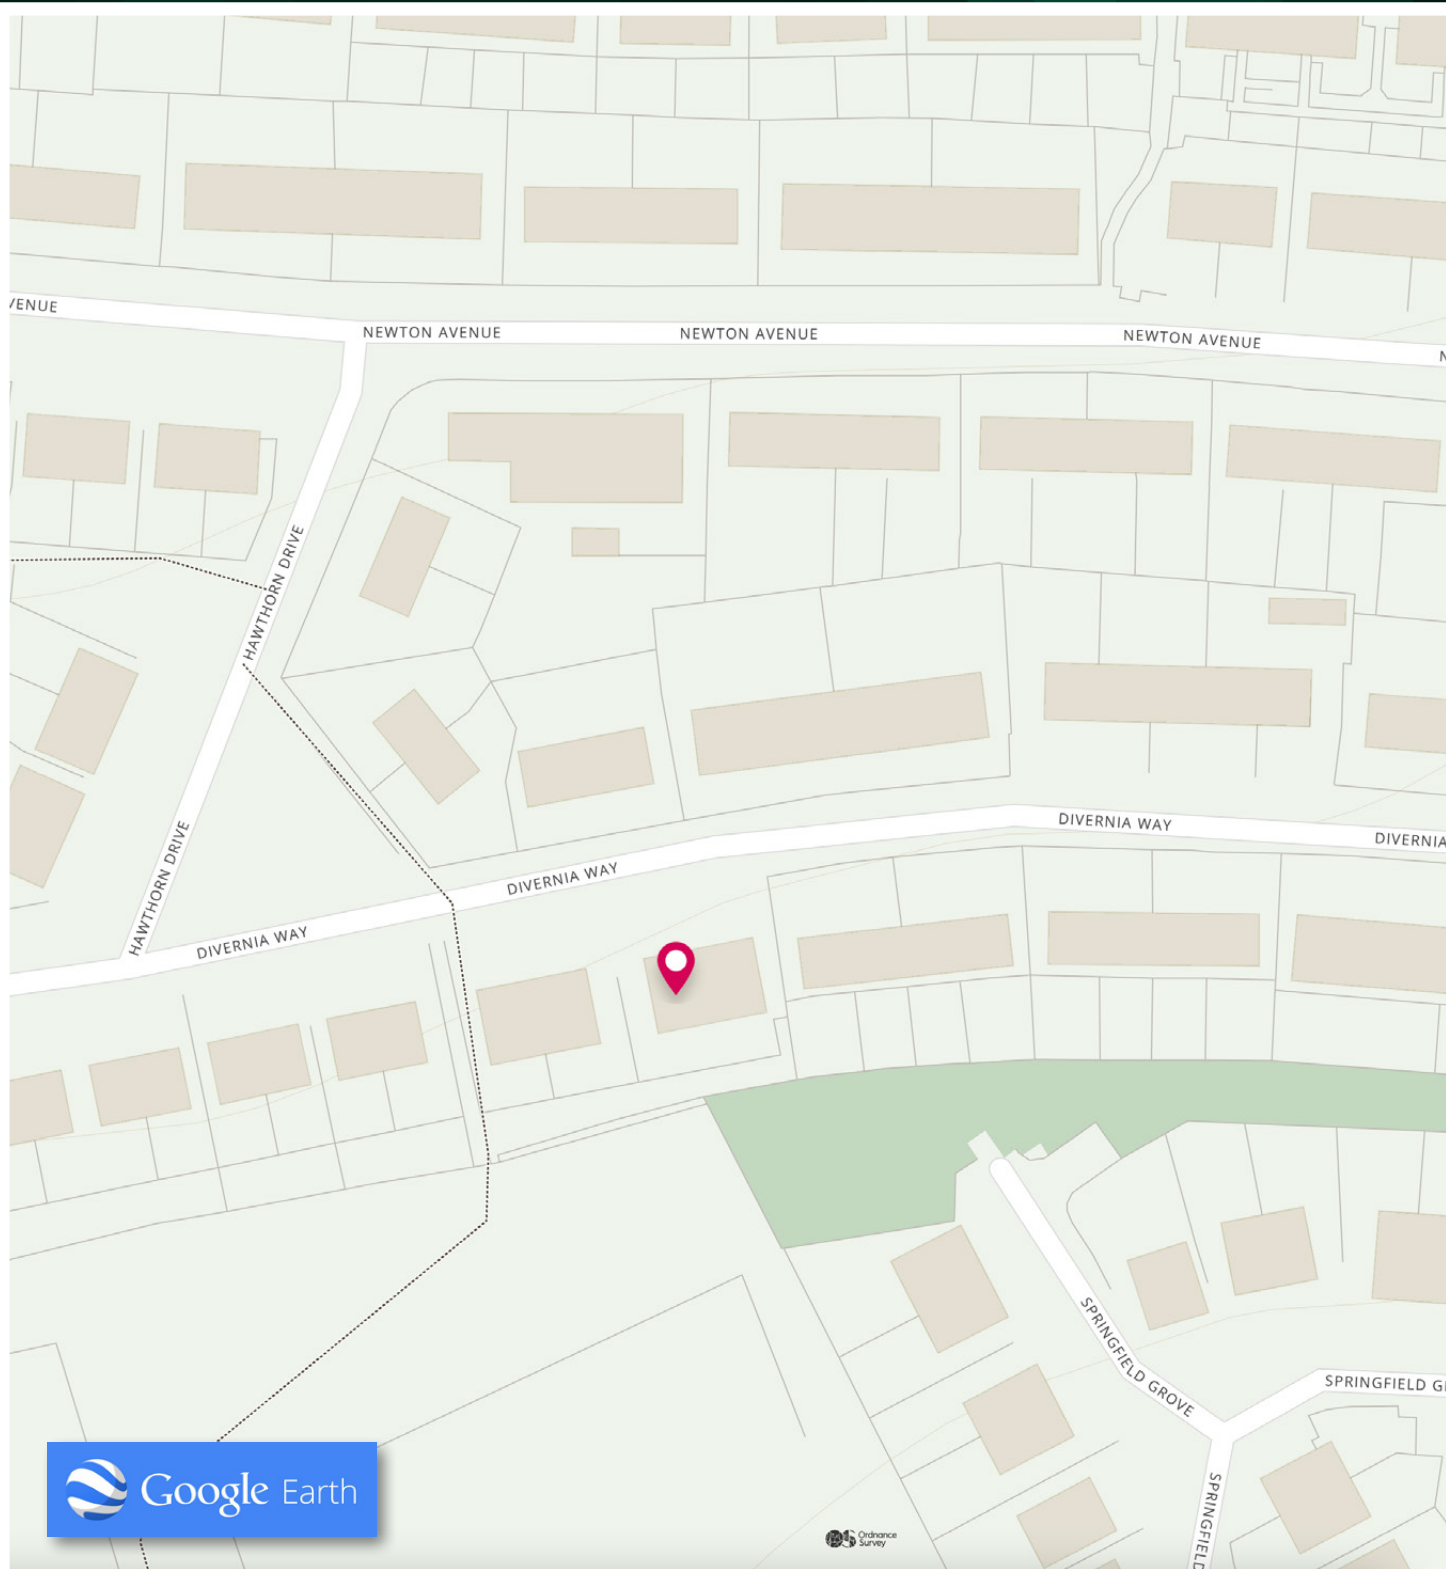 VENUE
NEWTON AVENUE
NEWTON AVENUE
NEWTON AVENUE
N
HAWTHORN DRIVE
HAWTHORN DRIVE
DIVERNIA WAY
DIVERNIA
DIVERNIA WAY
DIVERNIA WAY
SPRINGFIELD GROVE
SPRINGFIELD G
SPRINGFIELD
Google Earth
OS Ordnance
Survey